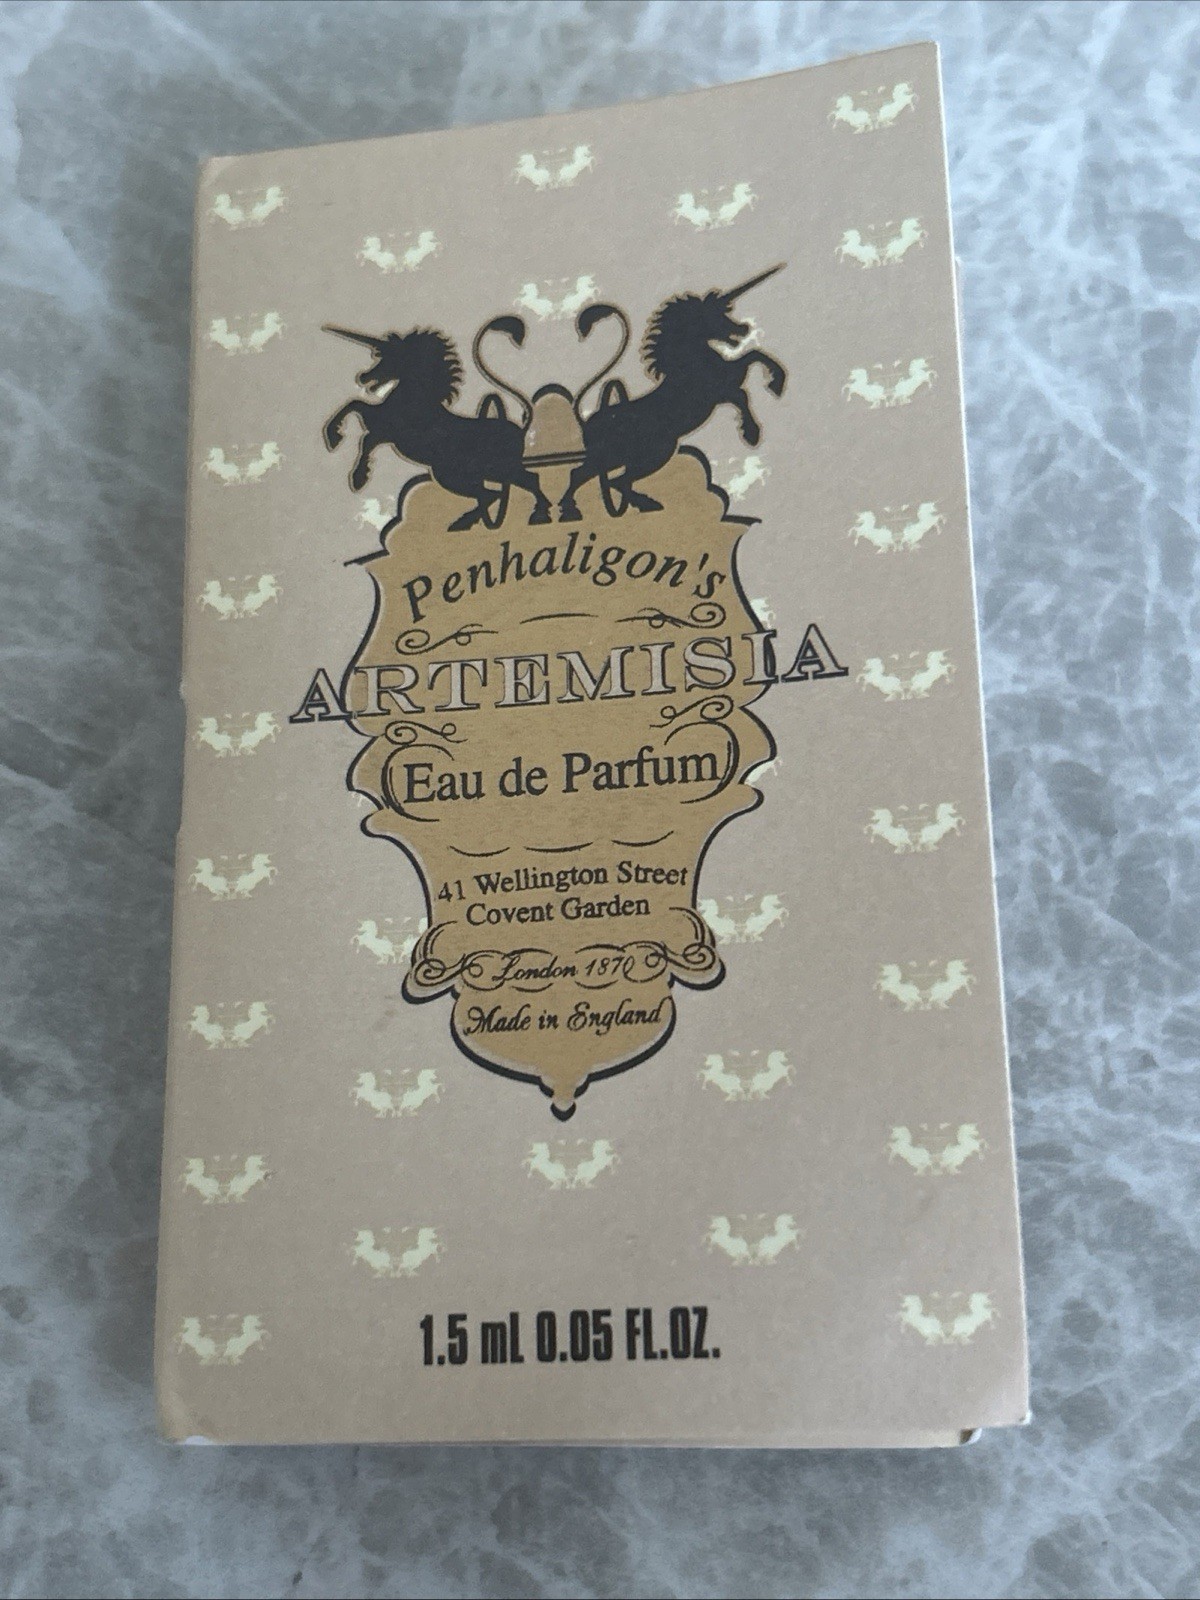 Penhaligon's
ARTEMISIA
Eau de Parfum
41 Wellington Street
Covent Garden
London 1870
Made in England
1.5 ml 0.05 FL.OZ.